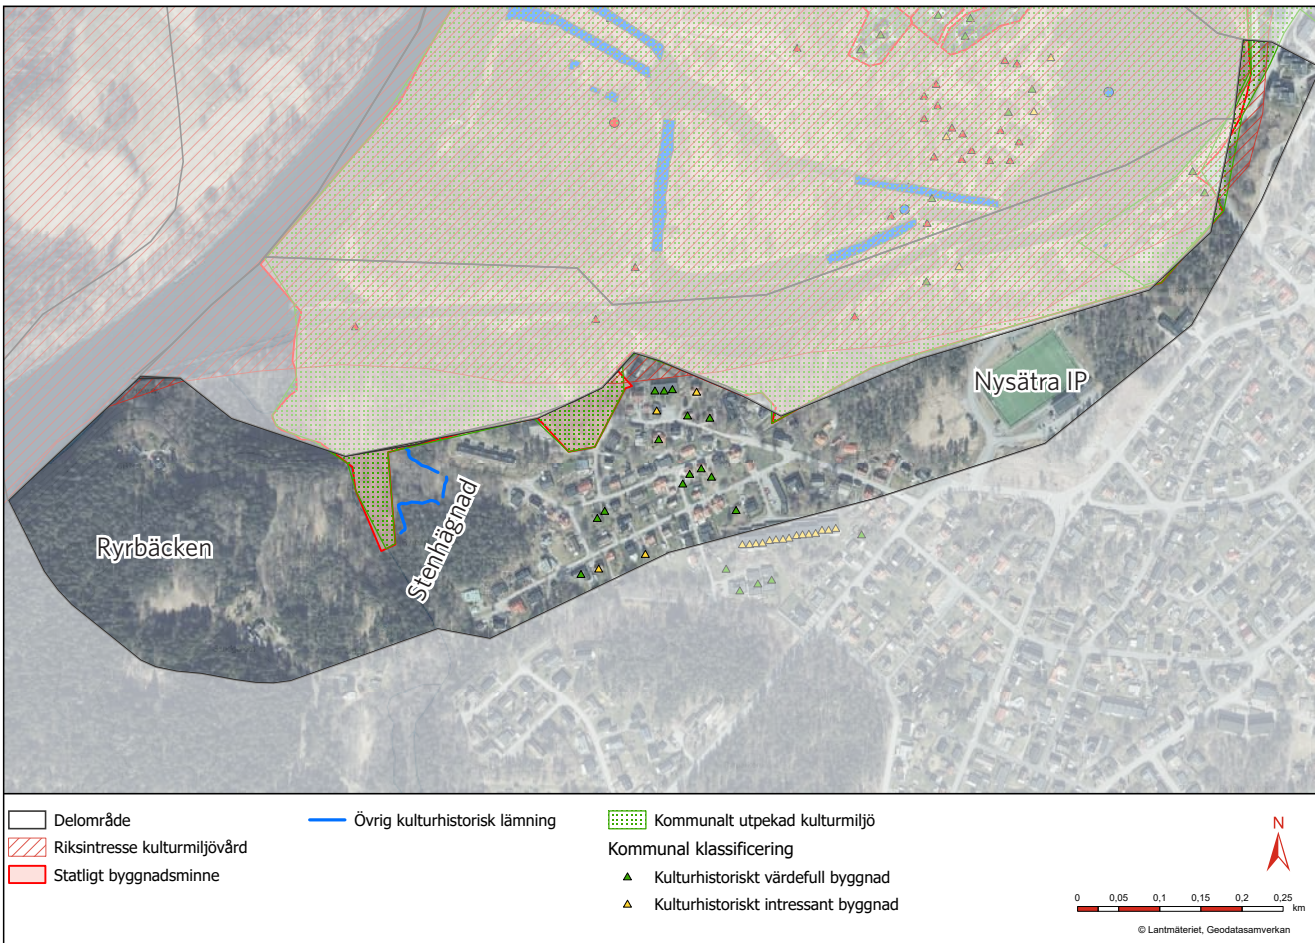 Nysätra IP
Ryrbäcken
Stenhägnad
Delområde
Riksintresse kulturmiljövård
Statligt byggnadsminne
Övrig kulturhistorisk lämning
Kommunalt utpekad kulturmiljö
Kommunal klassificering
Kulturhistoriskt värdefull byggnad
Kulturhistoriskt intressant byggnad
N
0 0,05 0,1 0,15 0,2 0,25
km
© Lantmäteriet, Geodatasamverkan